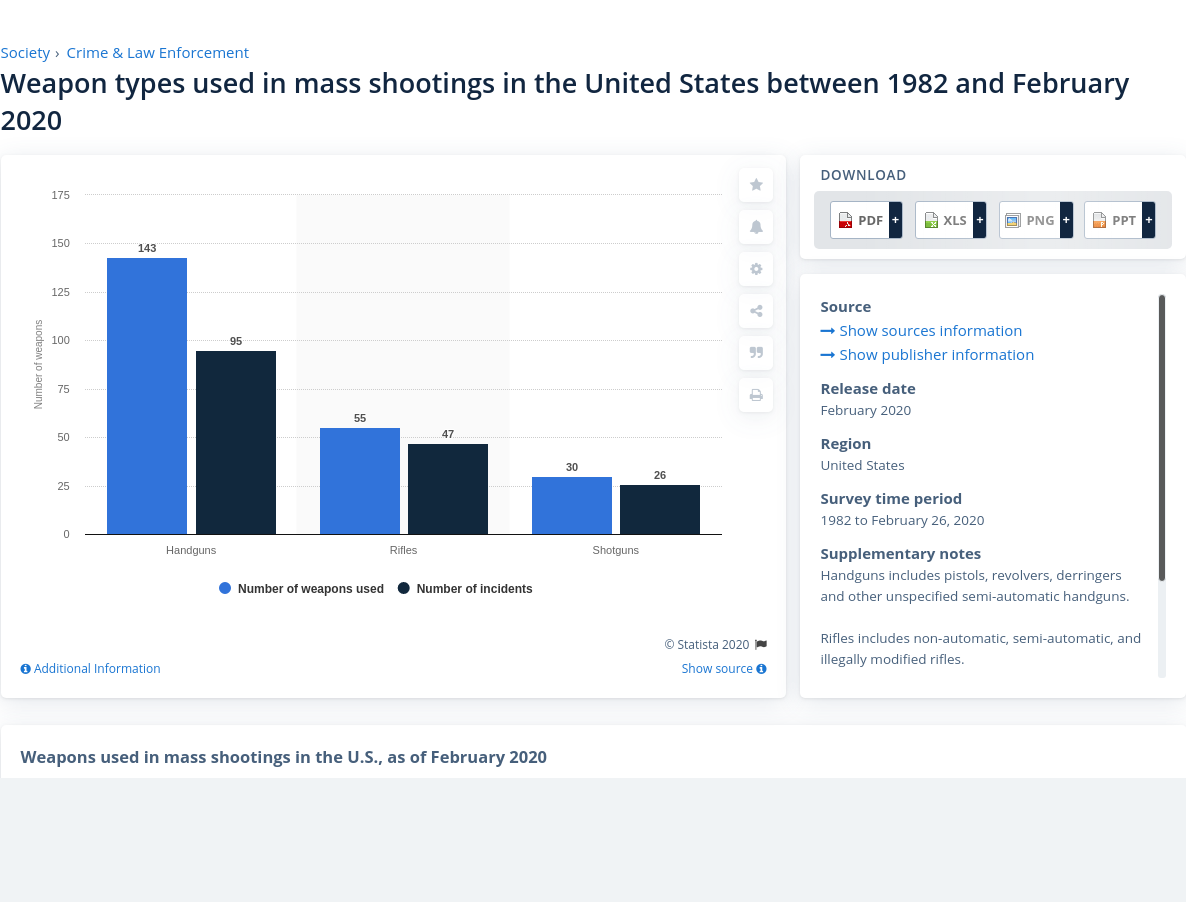 Society › Crime & Law Enforcement
Weapon types used in mass shootings in the United States between 1982 and February
2020
175
150
125
100
75
50
25
0
Number of weapons
143
95
55
47
30
26
Handguns
Rifles
Shotguns
Number of weapons used
Number of incidents
© Statista 2020
Additional Information
Show source
DOWNLOAD
PDF +
XLS +
PNG +
PPT +
Source
Show sources information
Show publisher information
Release date
February 2020
Region
United States
Survey time period
1982 to February 26, 2020
Supplementary notes
Handguns includes pistols, revolvers, derringers
and other unspecified semi-automatic handguns.
Rifles includes non-automatic, semi-automatic, and
illegally modified rifles.
Weapons used in mass shootings in the U.S., as of February 2020